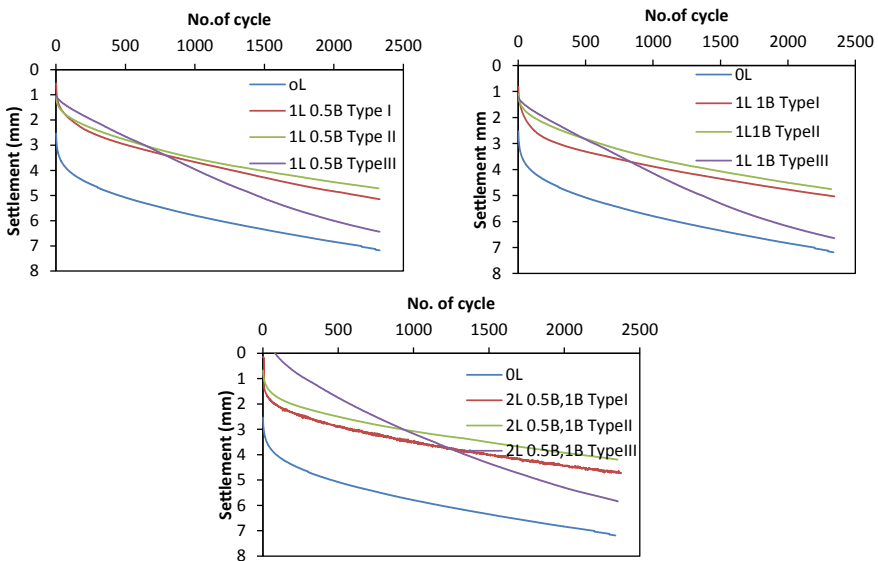 No.of cycle
0 500 1000 1500 2000 2500
0
1
2
3
4
5
6
7
8
Settlement (mm)
oL
1L 0.5B Type I
1L 0.5B Type II
1L 0.5B TypeIII
No.of cycle
0 500 1000 1500 2000 2500
0
1
2
3
4
5
6
7
8
Settlement mm
0L
1L 1B TypeI
1L1B TypeII
1L 1B TypeIII
No. of cycle
0 500 1000 1500 2000 2500
0
1
2
3
4
5
6
7
8
Settlement (mm)
0L
2L 0.5B,1B TypeI
2L 0.5B,1B TypeII
2L 0.5B,1B TypeIII